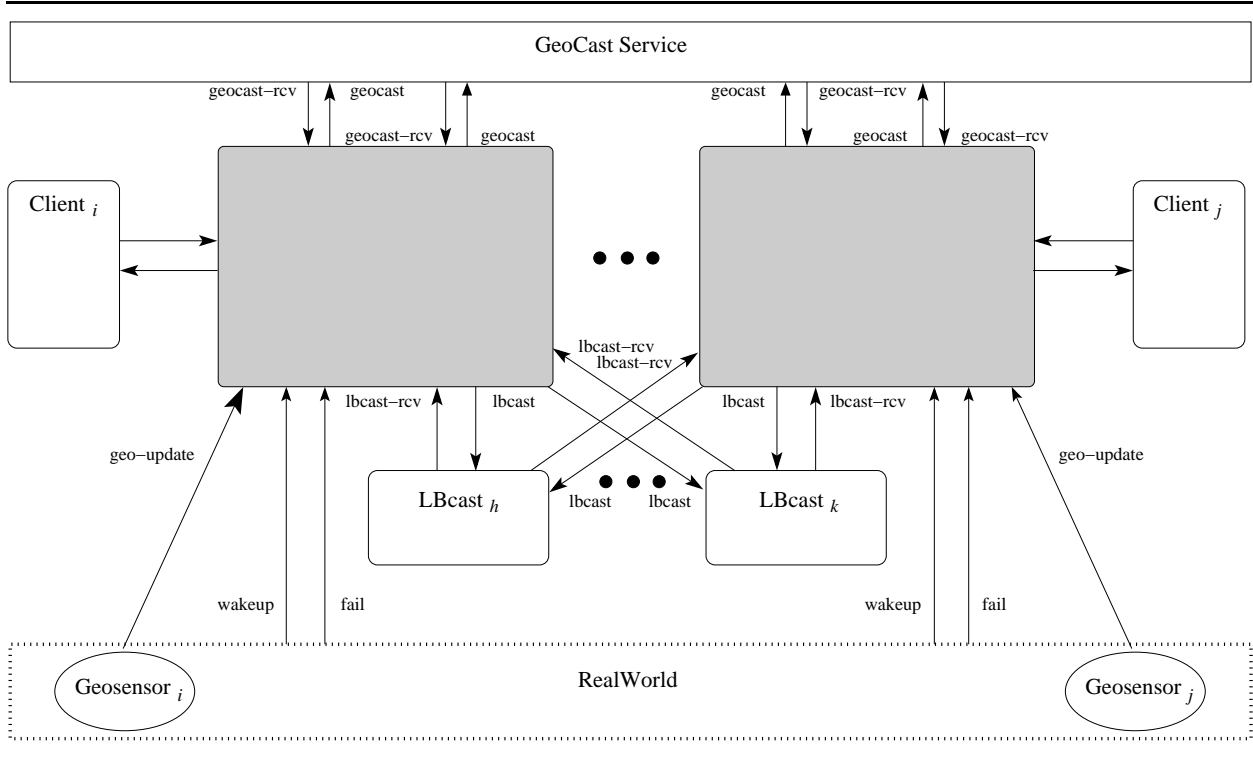 GeoCast Service
geocast−rcv geocast geocast geocast−rcv
geocast−rcv geocast geocast geocast−rcv
Client i Client j
lbcast−rcv
lbcast−rcv
lbcast−rcv lbcast lbcast lbcast−rcv
geo−update geo−update
LBcast h lbcast lbcast LBcast k
wakeup fail wakeup fail
RealWorld
Geosensor i Geosensor j